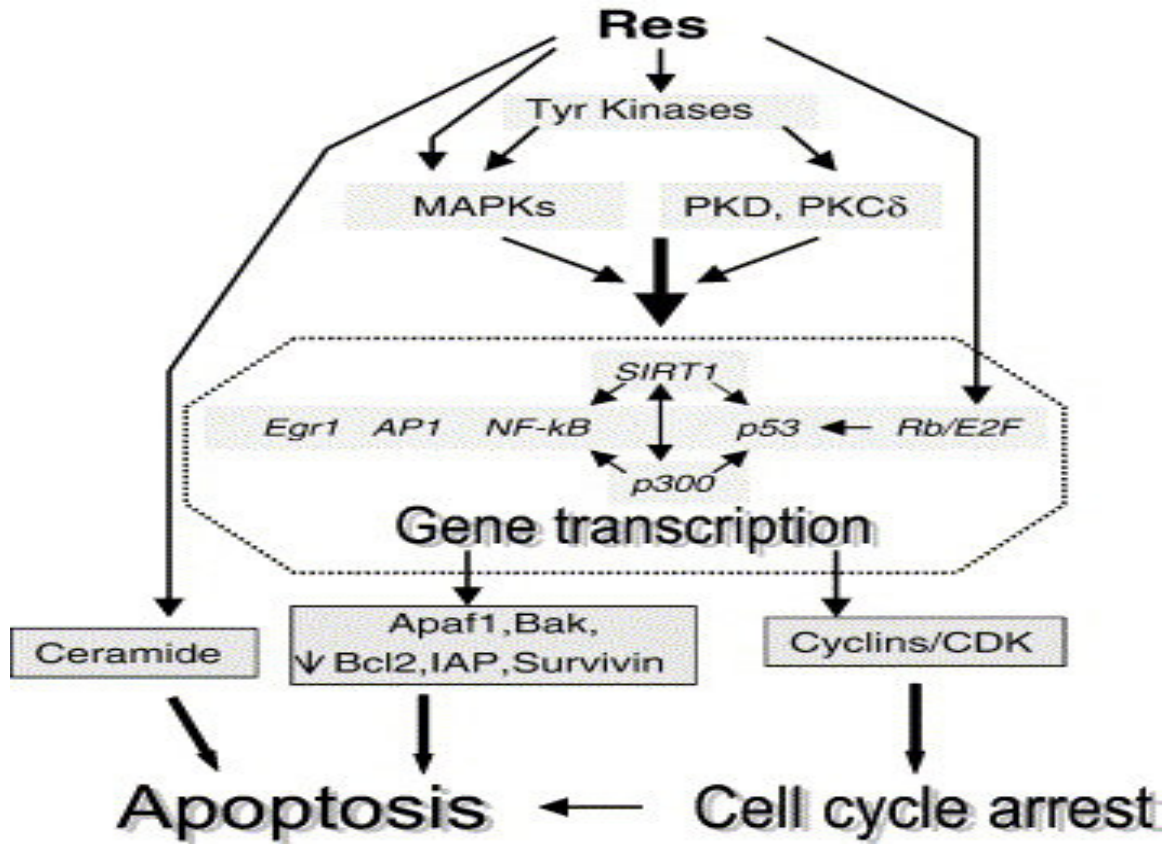 Res
Tyr Kinases
MAPKs PKD, PKCδ
SIRT1
Egr1 AP1 NF-kB p53 Rb/E2F
p300
Gene transcription
Ceramide
Apaf1,Bak,
↓ Bcl2,IAP,Survivin
Cyclins/CDK
Apoptosis Cell cycle arrest